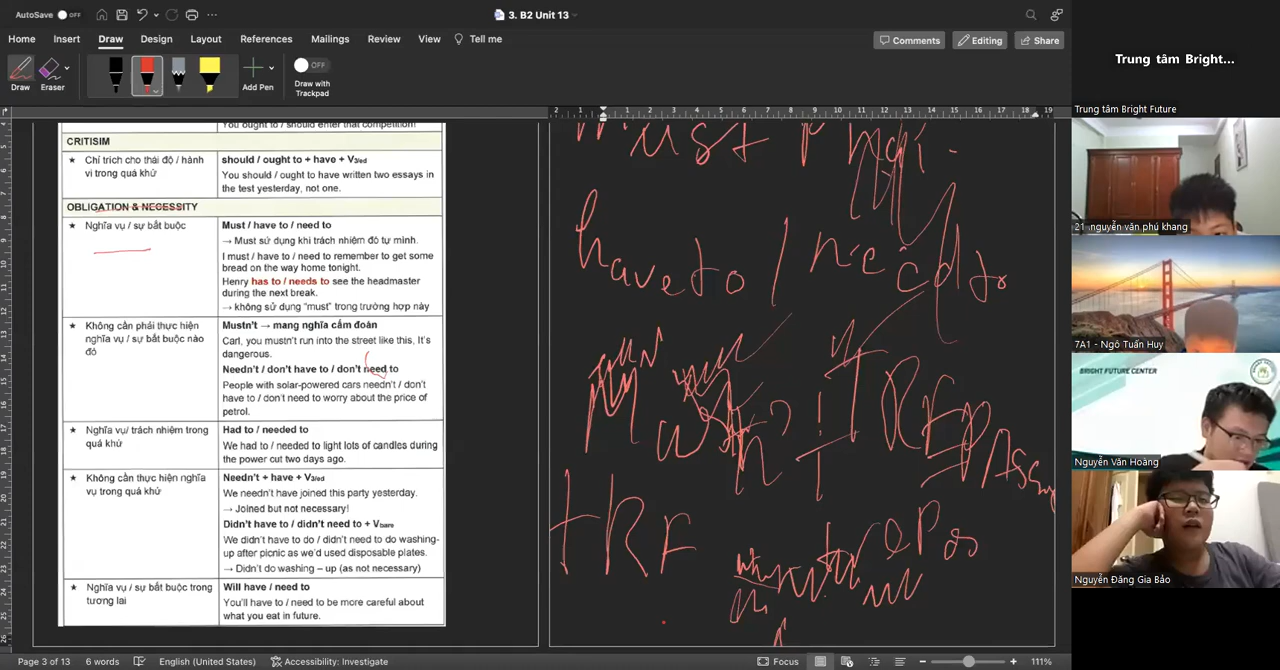 AutoSave OFF
3. B2 Unit 13
Home Insert Draw Design Layout References Mailings Review View Tell me
Comments Editing Share
Draw Eraser Add Pen OFF Draw with Trackpad
You ought to / should enter that competition!
CRITISIM
★ Chỉ trích cho thái độ / hành vi trong quá khứ
should / ought to + have + V3/ed
You should / ought to have written two essays in
the test yesterday, not one.
OBLIGATION & NECESSITY
★ Nghĩa vụ / sự bắt buộc
Must / have to / need to
→ Must sử dụng khi trách nhiệm đó tự mình.
I must / have to / need to remember to get some
bread on the way home tonight.
Henry has to / needs to see the headmaster
during the next break.
→ không sử dụng “must” trong trường hợp này
★ Không cần phải thực hiện
nghĩa vụ / sự bắt buộc nào
đó
Mustn't → mang nghĩa cấm đoán
Carl, you mustn't run into the street like this, It's
dangerous.
Needn't / don't have to / don't need to
People with solar-powered cars needn't / don't
have to / don't need to worry about the price of
petrol.
★ Nghĩa vụ/ trách nhiệm trong
quá khứ
Had to / needed to
We had to / needed to light lots of candles during
the power cut two days ago.
★ Không cần thực hiện nghĩa
vụ trong quá khứ
Needn't + have + V3/ed
We needn't have joined this party yesterday.
→ Joined but not necessary!
Didn't have to / didn't need to + Vbare
We didn't have to do / didn't need to do washing-
up after picnic as we'd used disposable plates.
→ Didn't do washing – up (as not necessary)
★ Nghĩa vụ / sự bắt buộc trong
tương lai
Will have / need to
You'll have to / need to be more careful about
what you eat in future.
must
have to / need to
Trung tâm Bright...
Trung tâm Bright Future
21 nguyễn văn phú khang
7A1 - Ngô Tuấn Huy
BRIGHT FUTURE CENTER
Nguyễn Văn Hoàng
Nguyễn Đăng Gia Bảo
Page 3 of 13 6 words English (United States) Accessibility: Investigate Focus 111%